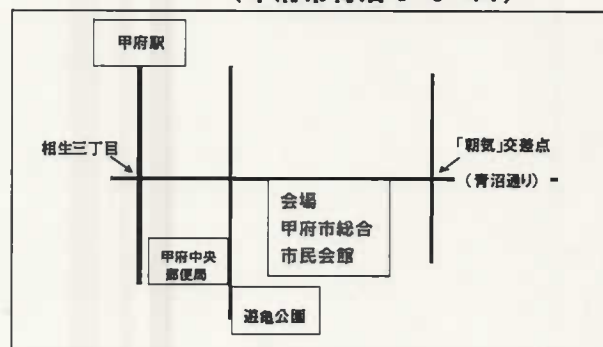 甲府駅
相生三丁目
「朝気」交差点
(青沼通り)
会場
甲府市総合
市民会館
甲府中央
郵便局
遊亀公園